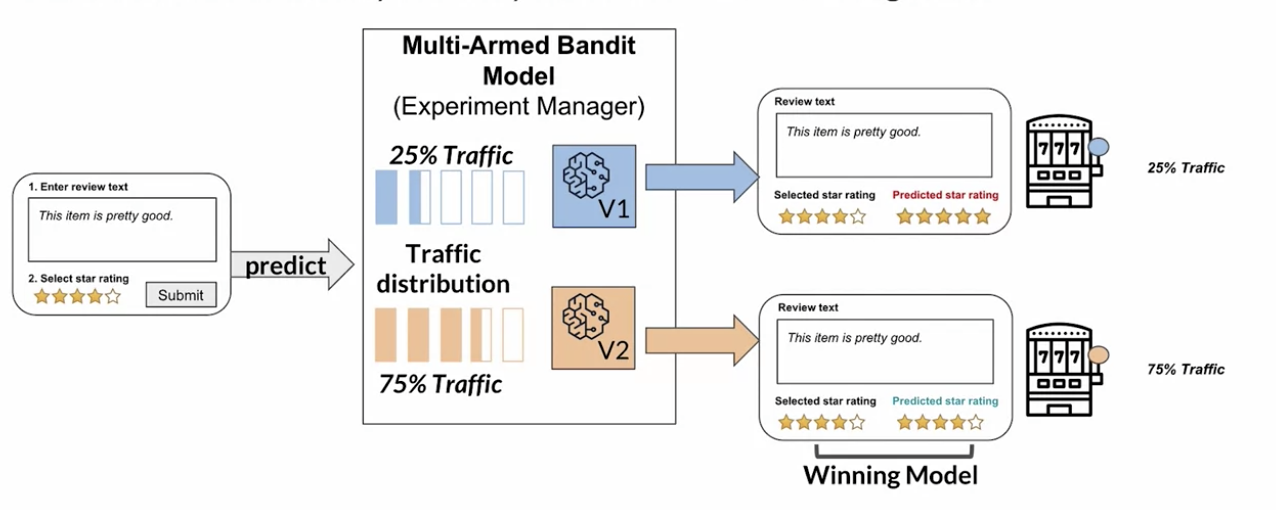 1. Enter review text
This item is pretty good.
2. Select star rating
Submit
predict
Multi-Armed Bandit
Model
(Experiment Manager)
25% Traffic
V1
Traffic
distribution
V2
75% Traffic
Review text
This item is pretty good.
Selected star rating Predicted star rating
777
25% Traffic
Review text
This item is pretty good.
Selected star rating Predicted star rating
777
75% Traffic
Winning Model